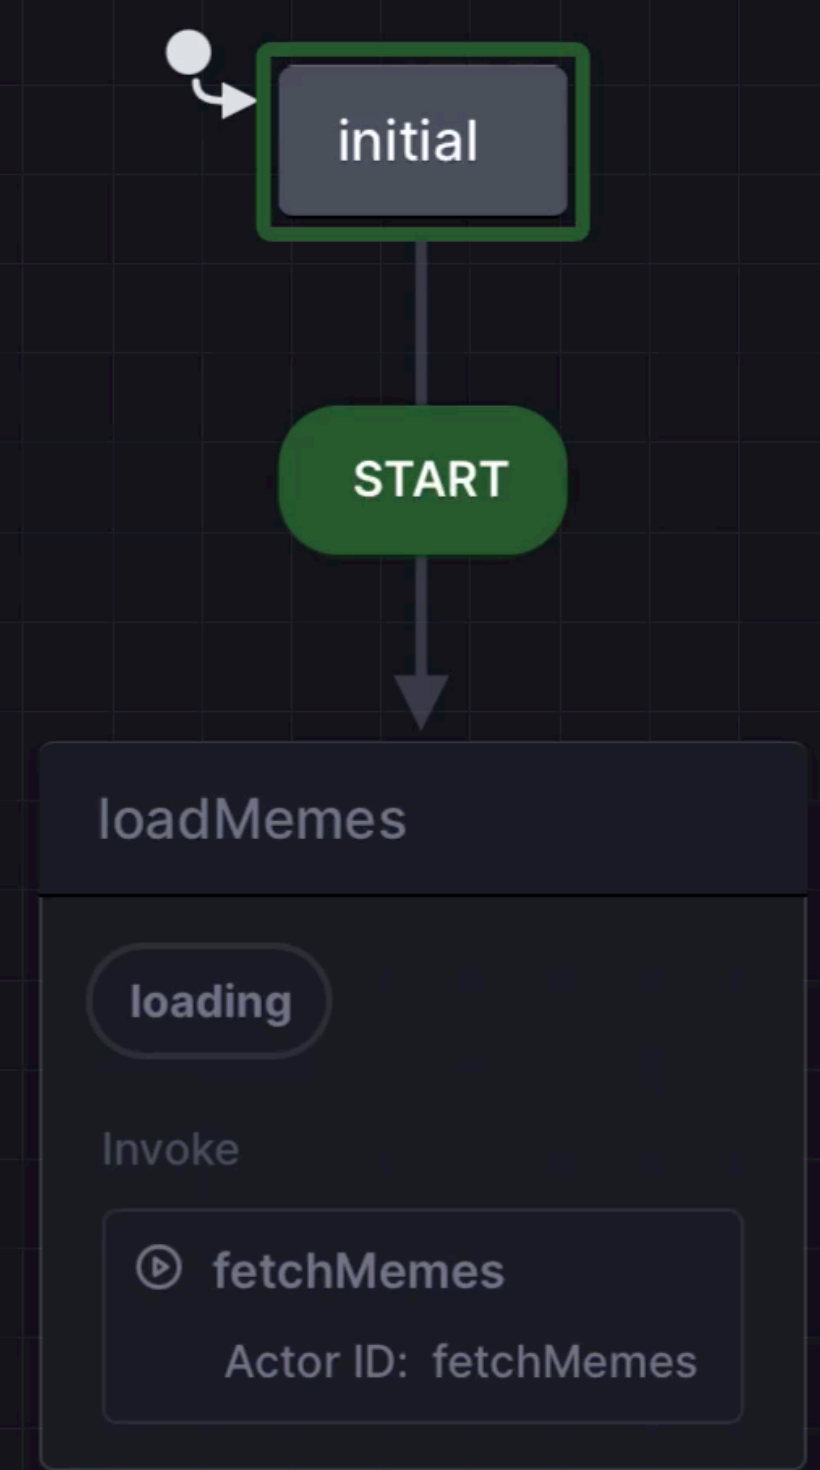 initial
START
loadMemes
loading
Invoke
fetchMemes
Actor ID: fetchMemes